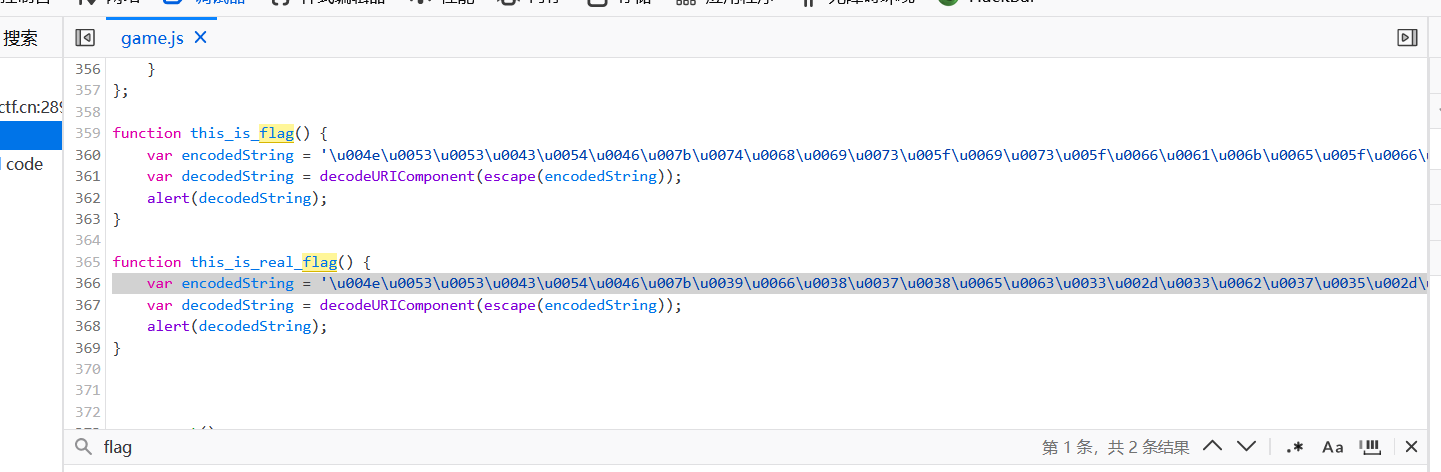 搜索
game.js ×
ctf.cn:289
code
356 }
357 };
358
359 function this_is_flag() {
360 var encodedString = '\u004e\u0053\u0053\u0043\u0054\u0046\u007b\u0074\u0068\u0069\u0073\u005f\u0069\u0073\u005f\u0066\u0061\u006b\u0065\u005f\u0066\u
361 var decodedString = decodeURIComponent(escape(encodedString));
362 alert(decodedString);
363 }
364
365 function this_is_real_flag() {
366 var encodedString = '\u004e\u0053\u0053\u0043\u0054\u0046\u007b\u0039\u0066\u0038\u0037\u0038\u0065\u0063\u0033\u002d\u0033\u0062\u0037\u0035\u002d\u
367 var decodedString = decodeURIComponent(escape(encodedString));
368 alert(decodedString);
369 }
370
371
372
flag
第 1 条，共 2 条结果
.* Aa